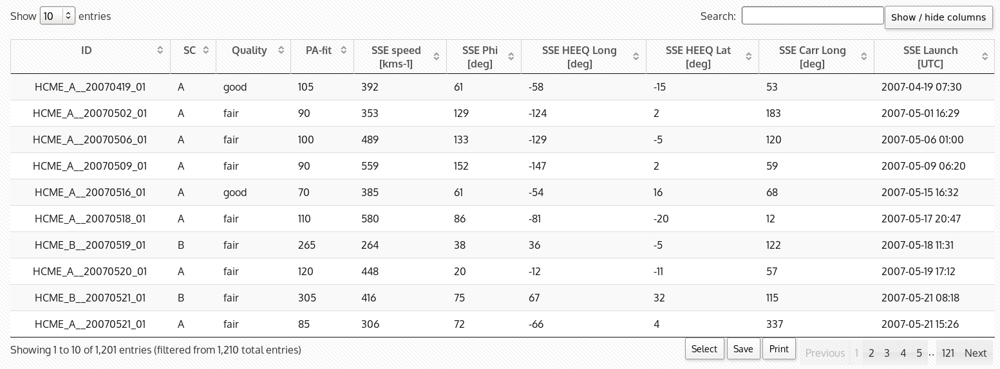 Show 10 entries Search: Show / hide columns
ID SC Quality PA-fit SSE speed [kms-1] SSE Phi [deg] SSE HEEQ Long [deg] SSE HEEQ Lat [deg] SSE Carr Long [deg] SSE Launch [UTC]
HCME_A__20070419_01 A good 105 392 61 -58 -15 53 2007-04-19 07:30
HCME_A__20070502_01 A fair 90 353 129 -124 2 183 2007-05-01 16:29
HCME_A__20070506_01 A fair 100 489 133 -129 -5 120 2007-05-06 01:00
HCME_A__20070509_01 A fair 90 559 152 -147 2 59 2007-05-09 06:20
HCME_A__20070516_01 A good 70 385 61 -54 16 68 2007-05-15 16:32
HCME_A__20070518_01 A fair 110 580 86 -81 -20 12 2007-05-17 20:47
HCME_B__20070519_01 B fair 265 264 38 36 -5 122 2007-05-18 11:31
HCME_A__20070520_01 A fair 120 448 20 -12 -11 57 2007-05-19 17:12
HCME_B__20070521_01 B fair 305 416 75 67 32 115 2007-05-21 08:18
HCME_A__20070521_01 A fair 85 306 72 -66 4 337 2007-05-21 15:26
Showing 1 to 10 of 1,201 entries (filtered from 1,210 total entries) Select Save Print Previous 1 2 3 4 5 .. 121 Next